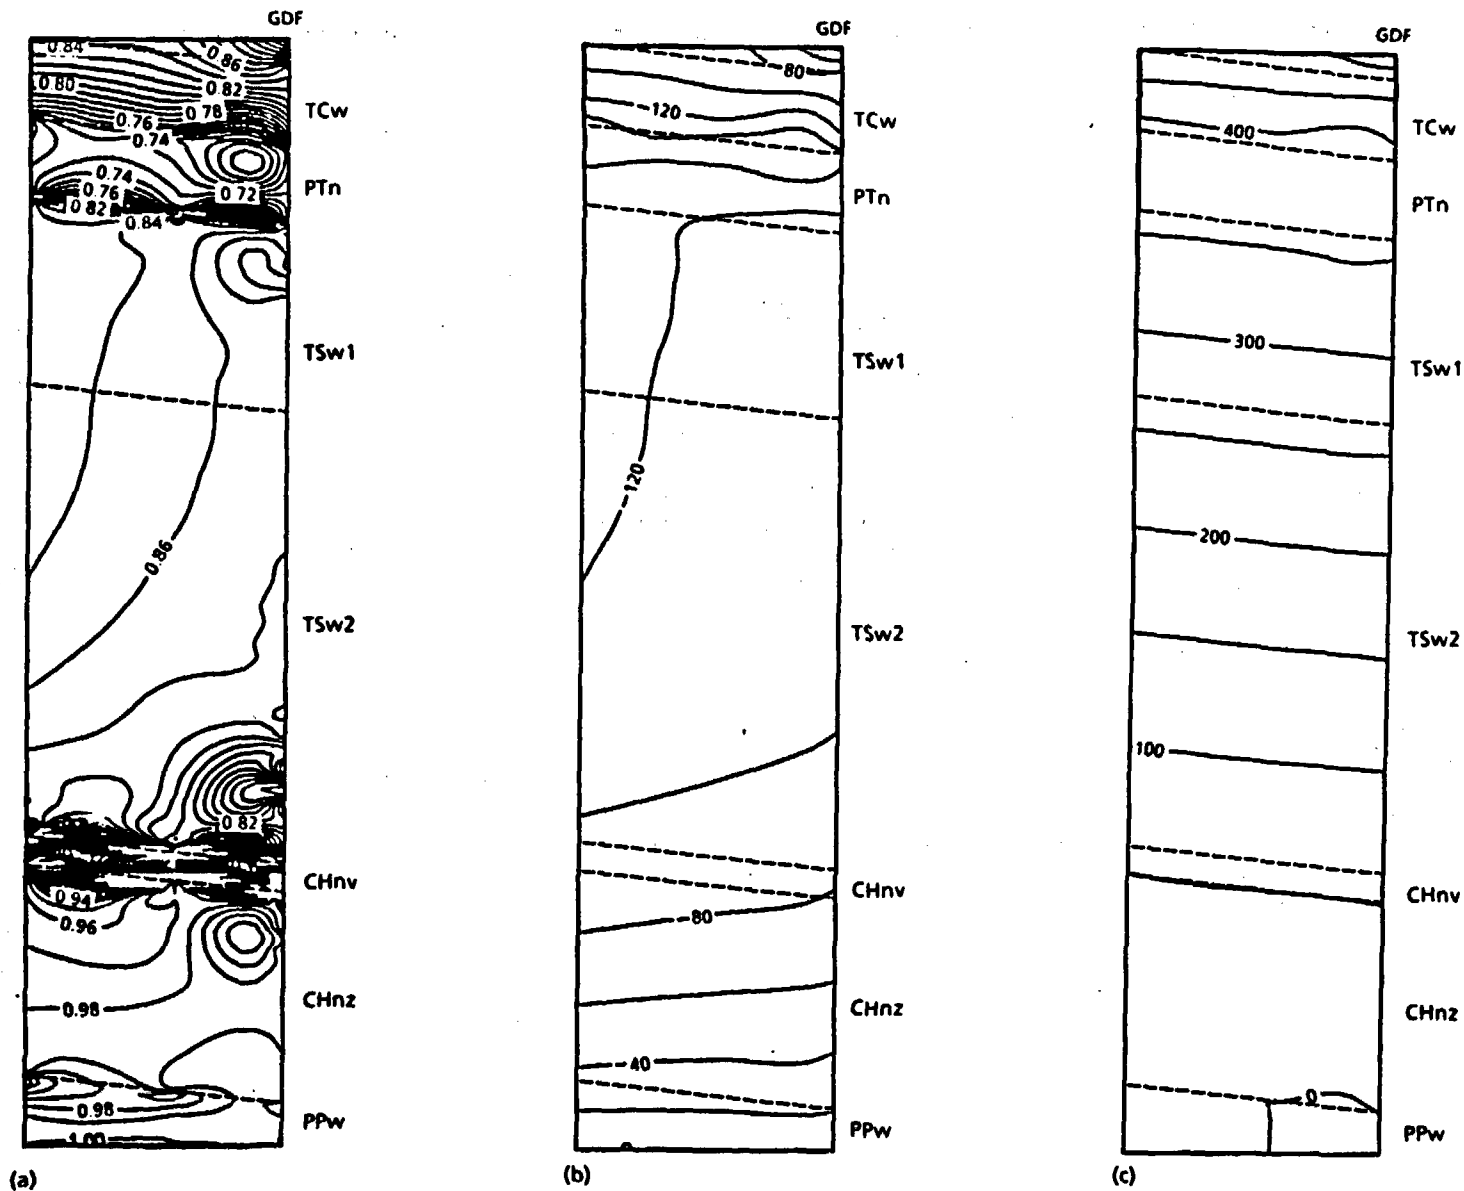 GDF
0.84
0.86
0.80
0.82
0.78
0.76
0.74
TCw
0.74
0.76
0.72
0.82
0.84
PTn
TSw1
0.86
TSw2
0.82
CHnv
0.94
0.96
0.98
CHnz
0.98
PPw
1.00
(a)
GDF
-80
-120
TCw
PTn
TSw1
-120
TSw2
CHnv
-80
CHnz
-40
PPw
0
(b)
GDF
400
TCw
PTn
300
TSw1
200
TSw2
100
CHnv
CHnz
0
PPw
(c)